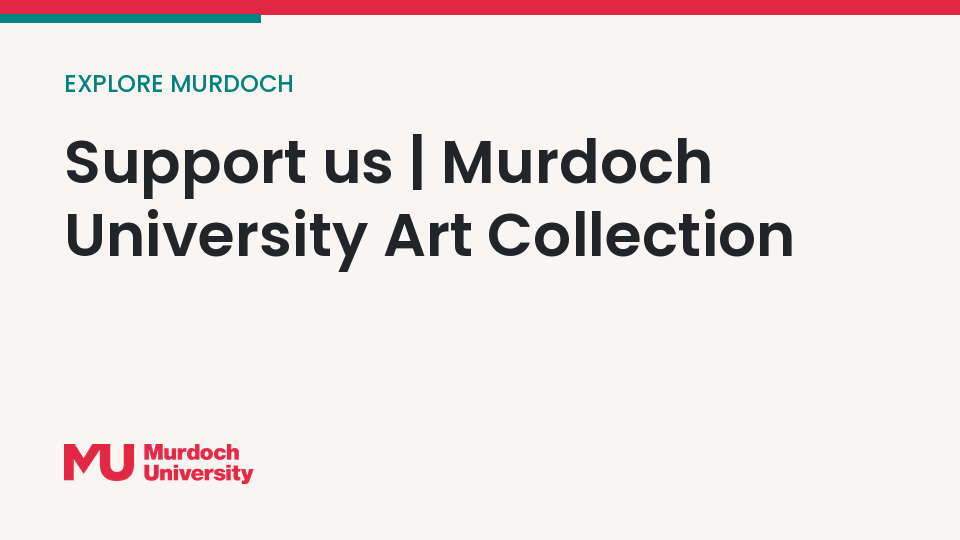 EXPLORE MURDOCH
Support us | Murdoch
University Art Collection
MU Murdoch
University